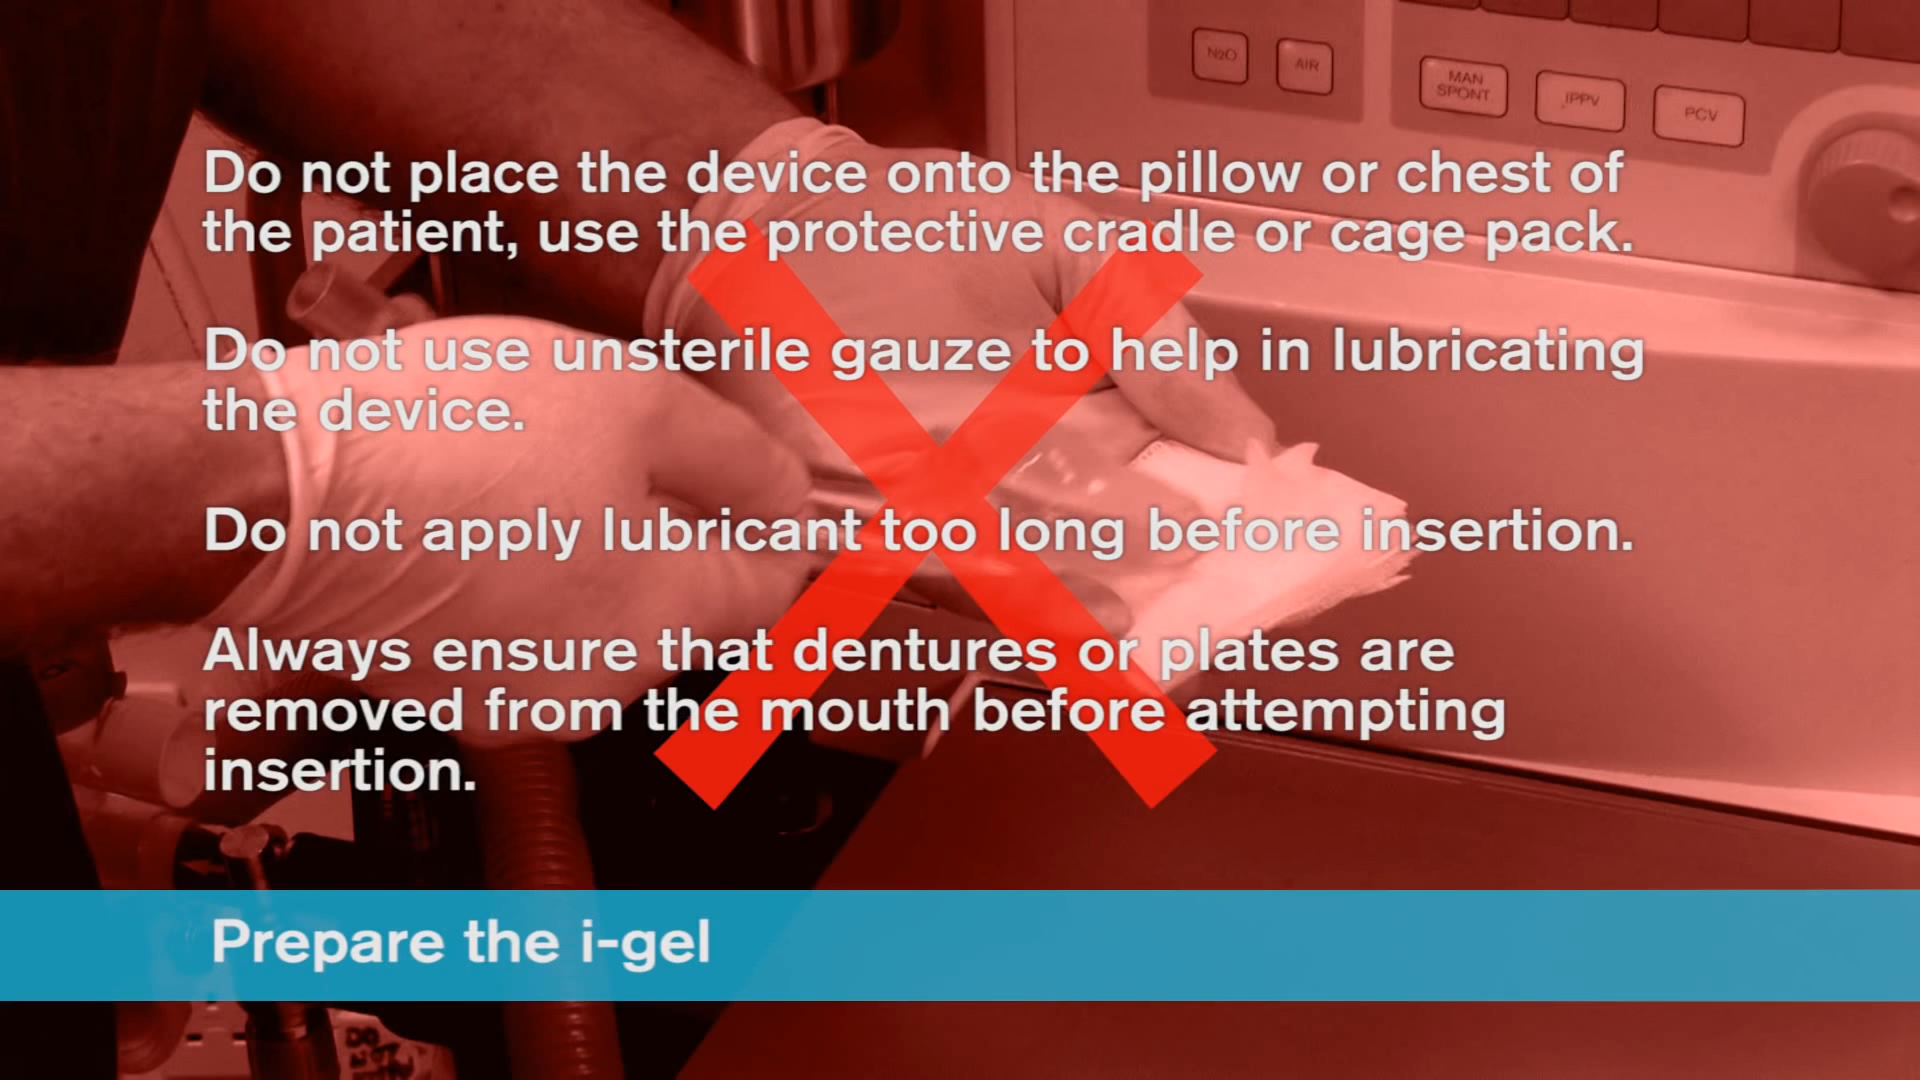 N2O
AIR
MAN
SPONT
IPPV
PCV
Do not place the device onto the pillow or chest of
the patient, use the protective cradle or cage pack.
Do not use unsterile gauze to help in lubricating
the device.
Do not apply lubricant too long before insertion.
Always ensure that dentures or plates are
removed from the mouth before attempting
insertion.
Prepare the i-gel